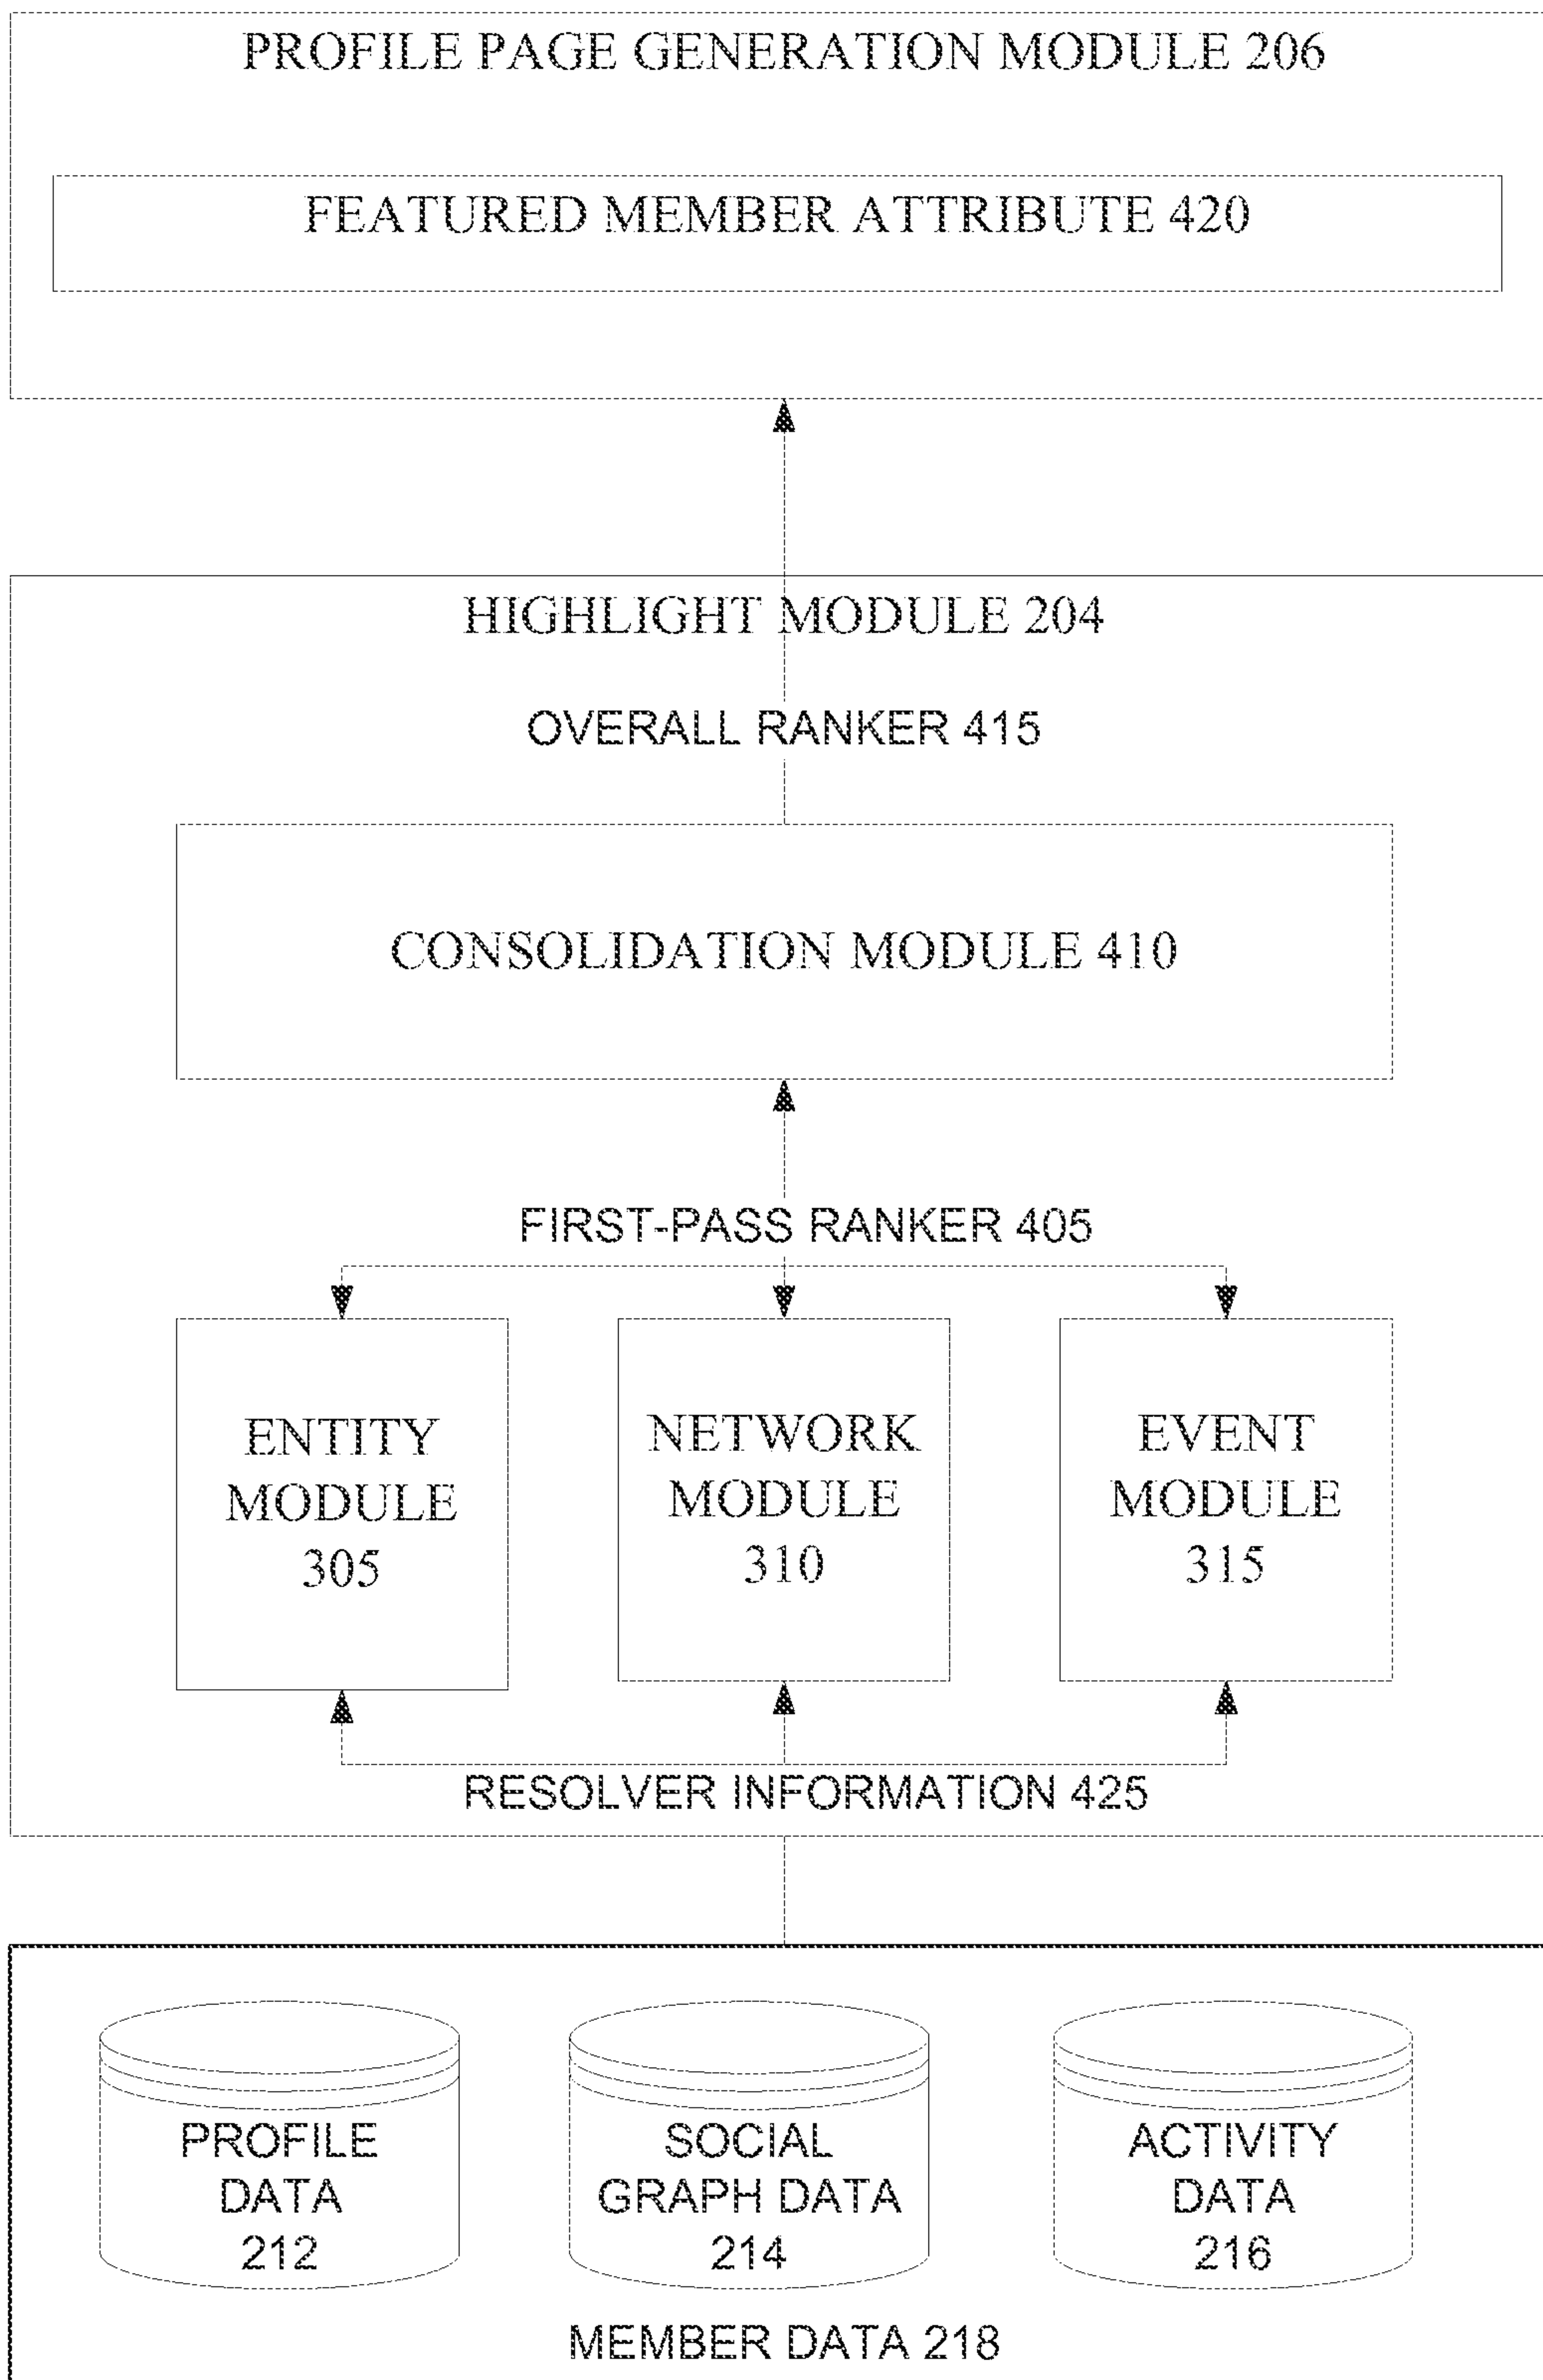 PROFILE PAGE GENERATION MODULE 206
FEATURED MEMBER ATTRIBUTE 420
HIGHLIGHT MODULE 204
OVERALL RANKER 415
CONSOLIDATION MODULE 410
FIRST-PASS RANKER 405
ENTITY
MODULE
305
NETWORK
MODULE
310
EVENT
MODULE
315
RESOLVER INFORMATION 425
PROFILE
DATA
212
SOCIAL
GRAPH DATA
214
ACTIVITY
DATA
216
MEMBER DATA 218